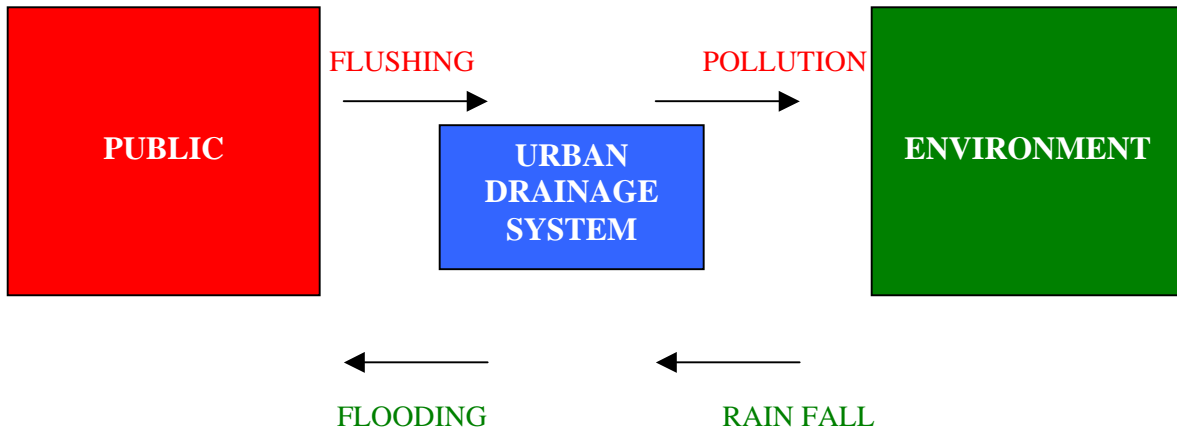 FLUSHING
POLLUTION
PUBLIC
URBAN
DRAINAGE
SYSTEM
ENVIRONMENT
FLOODING
RAIN FALL